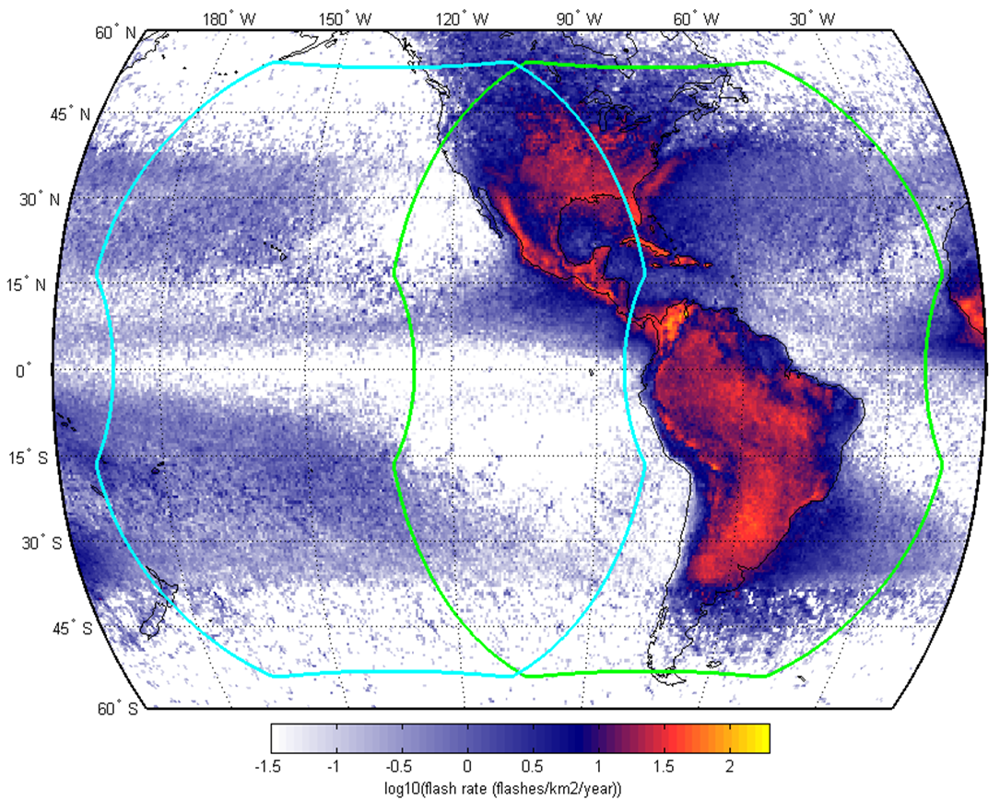 180° W 150° W 120° W 90° W 60° W 30° W
60° N
45° N
30° N
15° N
0°
15° S
30° S
45° S
60° S
-1.5 -1 -0.5 0 0.5 1 1.5 2
log10(flash rate (flashes/km2/year))